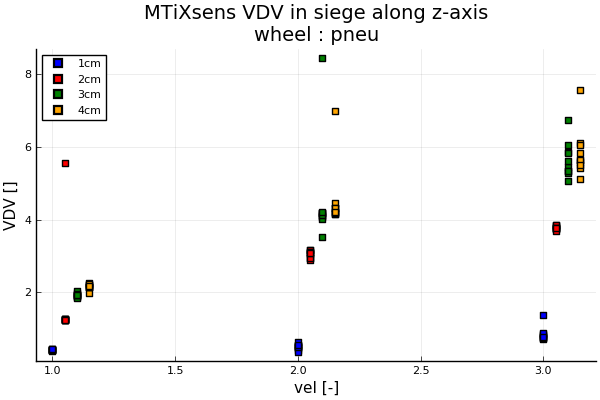 MTiXsens VDV in siege along z-axis
wheel : pneu
1cm
2cm
3cm
4cm
8
6
4
2
VDV []
1.0 1.5 2.0 2.5 3.0
vel [-]